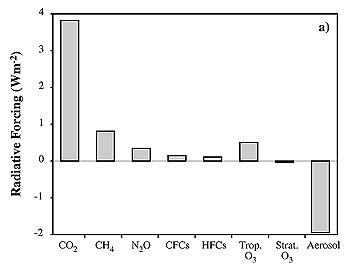 a)
Radiative Forcing (Wm-2)
4
3
2
1
0
-1
-2
CO2 CH4 N2O CFCs HFCs Trop. O3 Strat. O3 Aerosol